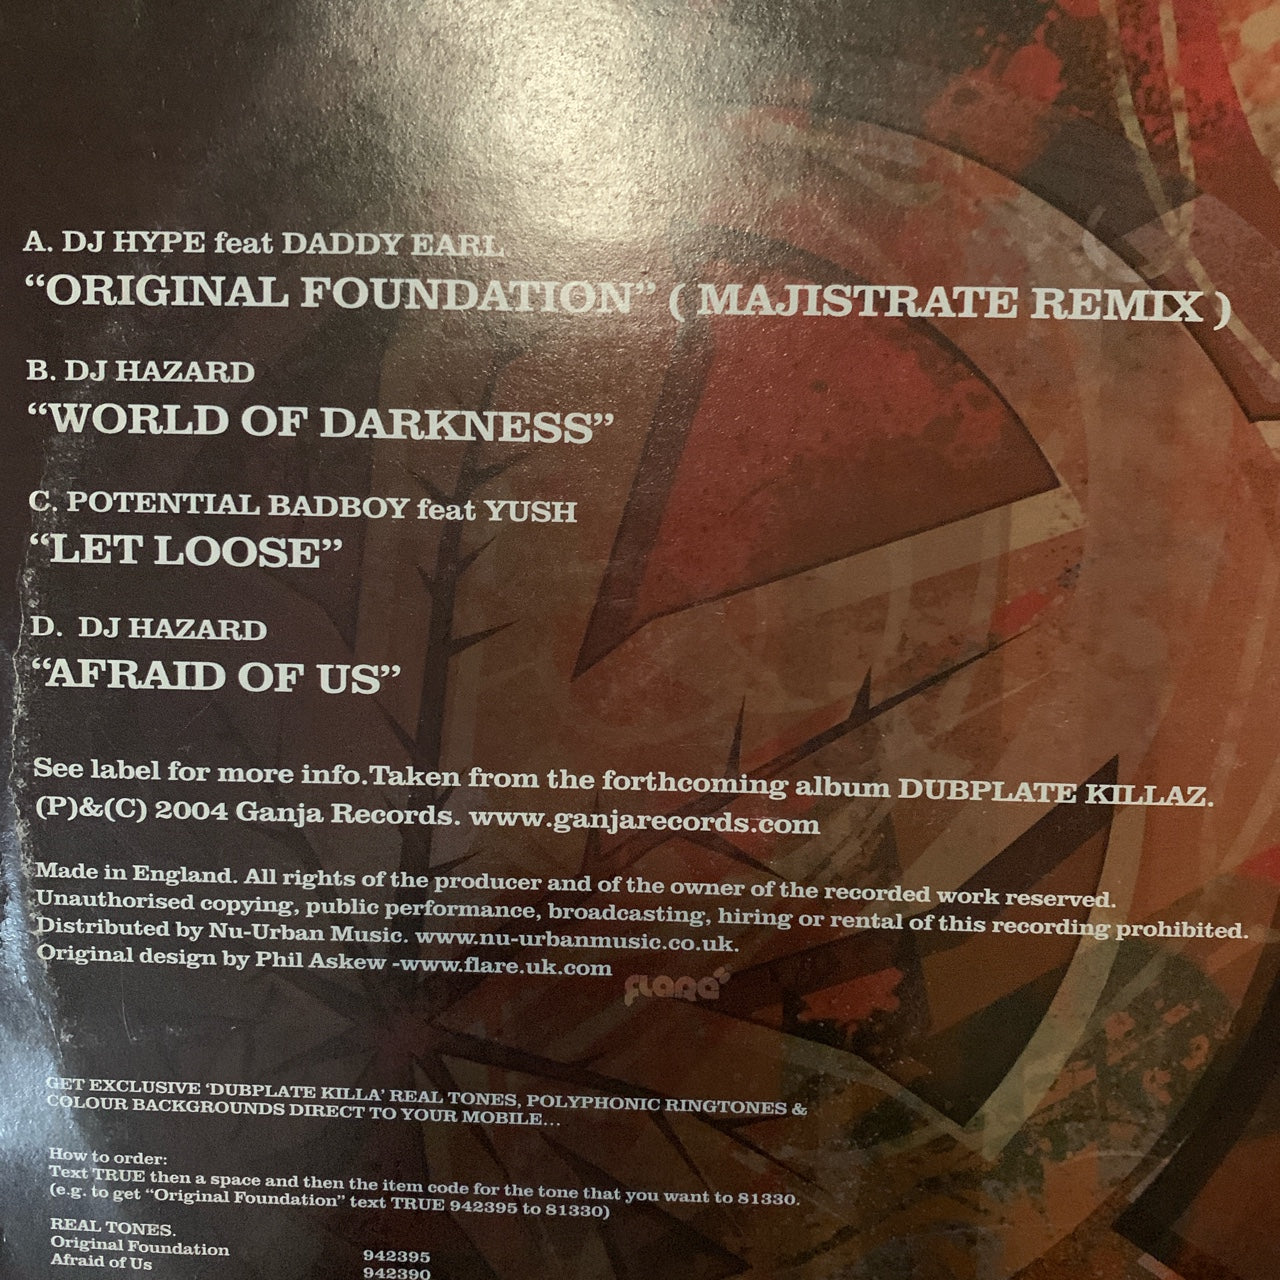 A. DJ HYPE feat DADDY EARL
“ORIGINAL FOUNDATION” ( MAJISTRATE REMIX )
B. DJ HAZARD
“WORLD OF DARKNESS”
C. POTENTIAL BADBOY feat YUSH
“LET LOOSE”
D. DJ HAZARD
“AFRAID OF US”
See label for more info.Taken from the forthcoming album DUBPLATE KILLAZ.
(P)&(C) 2004 Ganja Records. www.ganjarecords.com
Made in England. All rights of the producer and of the owner of the recorded work reserved.
Unauthorised copying, public performance, broadcasting, hiring or rental of this recording prohibited.
Distributed by Nu-Urban Music. www.nu-urbanmusic.co.uk.
Original design by Phil Askew -www.flare.uk.com
FLARE
GET EXCLUSIVE ‘DUBPLATE KILLA’ REAL TONES, POLYPHONIC RINGTONES &
COLOUR BACKGROUNDS DIRECT TO YOUR MOBILE...
How to order:
Text TRUE then a space and then the item code for the tone that you want to 81330.
(e.g. to get “Original Foundation” text TRUE 942395 to 81330)
REAL TONES.
Original Foundation 942395
Afraid of Us 942390